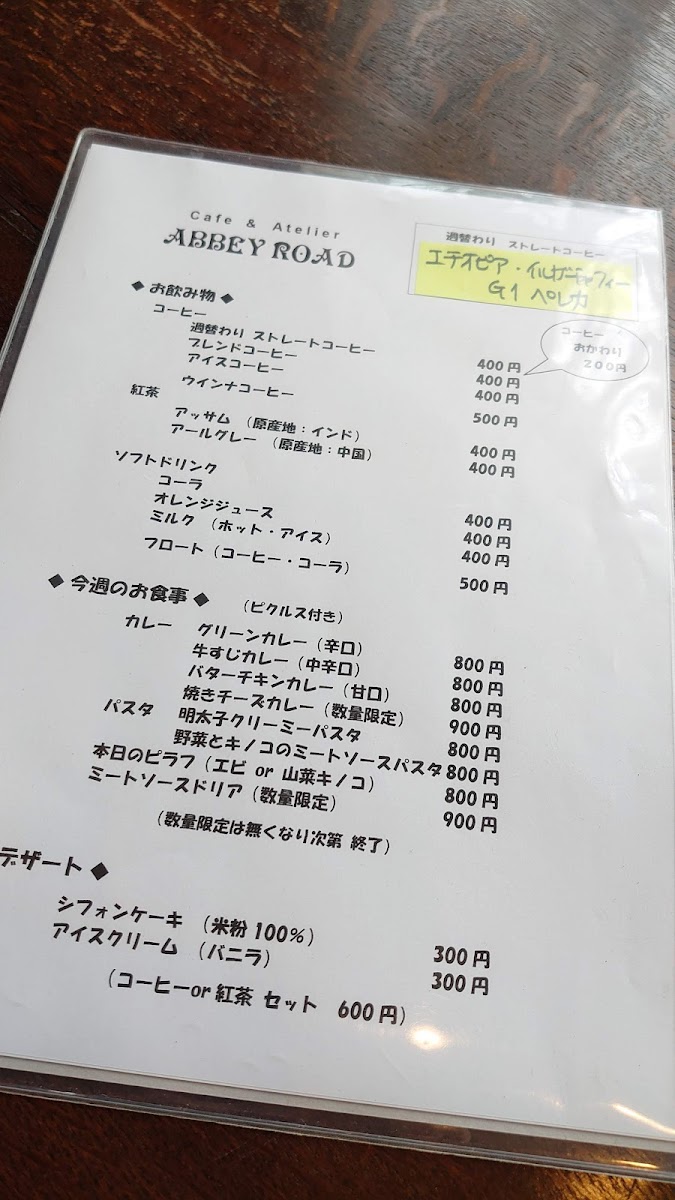 Cafe & Atelier
ABBEY ROAD
週替わり ストレートコーヒー
エチオピア・イルガチャフィー
G1 ペレカ
◆ お飲み物 ◆
コーヒー
週替わり ストレートコーヒー 400円
ブレンドコーヒー 400円
アイスコーヒー 400円
ウインナコーヒー 500円
コーヒー
おかわり
200円
紅茶
アッサム (原産地:インド) 400円
アールグレー (原産地:中国) 400円
ソフトドリンク
コーラ 400円
オレンジジュース 400円
ミルク (ホット・アイス) 400円
フロート (コーヒー・コーラ) 500円
◆ 今週のお食事 ◆ (ピクルス付き)
カレー グリーンカレー (辛口) 800円
牛すじカレー (中辛口) 800円
バターチキンカレー (甘口) 800円
焼きチーズカレー (数量限定) 900円
パスタ 明太子クリーミーパスタ 800円
野菜とキノコのミートソースパスタ 800円
本日のピラフ (エビ or 山菜キノコ) 800円
ミートソースドリア (数量限定) 900円
(数量限定は無くなり次第 終了)
デザート ◆
シフォンケーキ (米粉100%) 300円
アイスクリーム (バニラ) 300円
(コーヒーor紅茶 セット 600円)